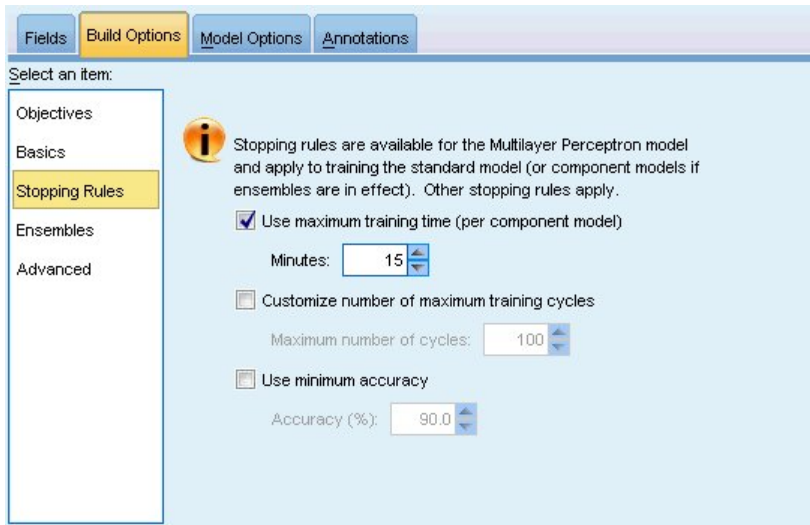 Fields
Build Options
Model Options
Annotations
Select an item:
Objectives
Basics
Stopping Rules
Ensembles
Advanced
Stopping rules are available for the Multilayer Perceptron model
and apply to training the standard model (or component models if
ensembles are in effect). Other stopping rules apply.
Use maximum training time (per component model)
Minutes: 15
Customize number of maximum training cycles
Maximum number of cycles: 100
Use minimum accuracy
Accuracy (%): 90.0